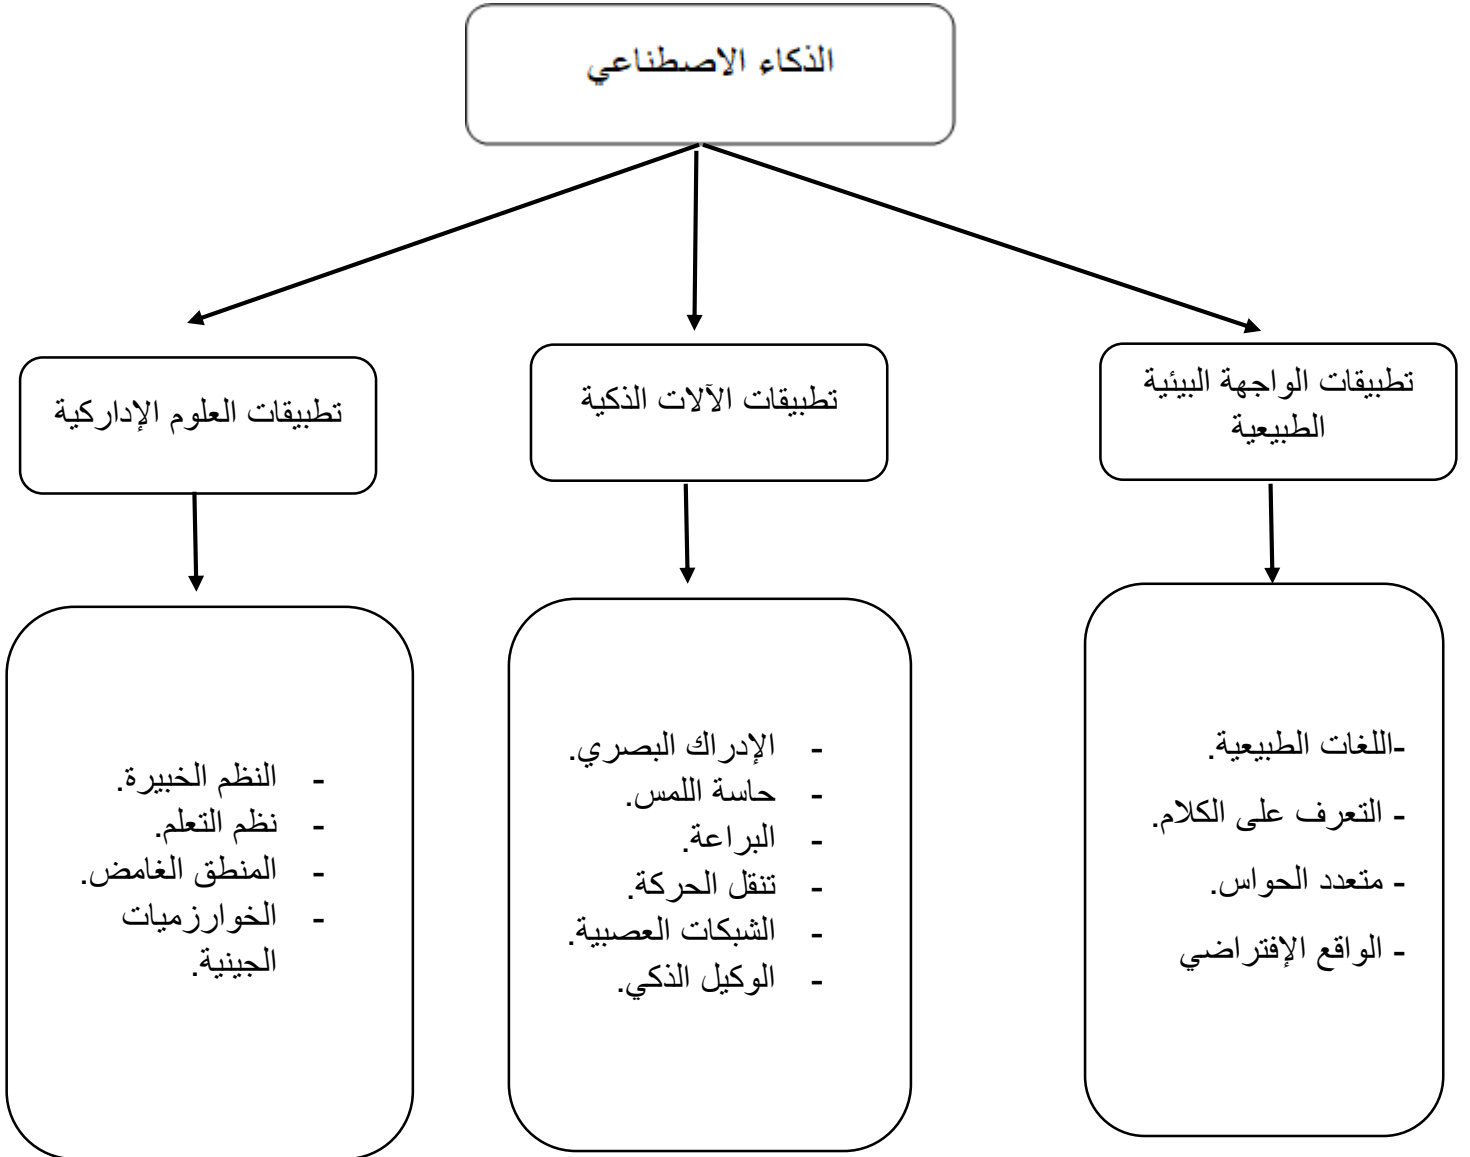 الذكاء الاصطناعي
تطبيقات الواجهة البيئية
الطبيعية
تطبيقات الآلات الذكية
تطبيقات العلوم الإداركية
-اللغات الطبيعية.
- التعرف على الكلام.
- متعدد الحواس.
- الواقع الإفتراضي
- الإدراك البصري.
- حاسة اللمس.
- البراعة.
- تنقل الحركة.
- الشبكات العصبية.
- الوكيل الذكي.
- النظم الخبيرة.
- نظم التعلم.
- المنطق الغامض.
- الخوارزميات
الجينية.